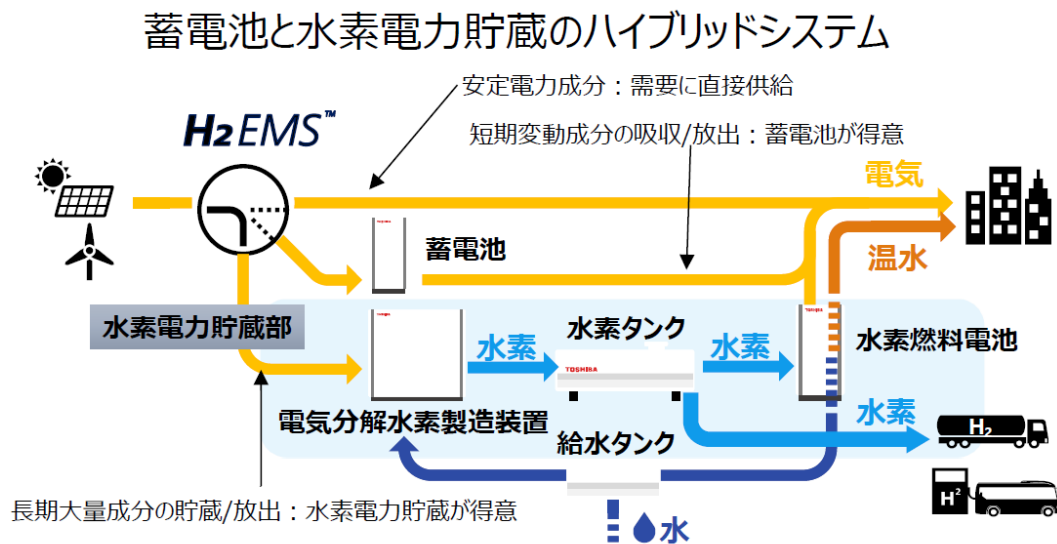 蓄電池と水素電力貯蔵のハイブリッドシステム
安定電力成分：需要に直接供給
H2EMS™
短期変動成分の吸収/放出：蓄電池が得意
電気
TOSHIBA
蓄電池
温水
水素電力貯蔵部
TOSHIBA
水素
水素タンク
TOSHIBA
水素
TOSHIBA
水素燃料電池
電気分解水素製造装置
給水タンク
水素
H2
長期大量成分の貯蔵/放出：水素電力貯蔵が得意
水
H2